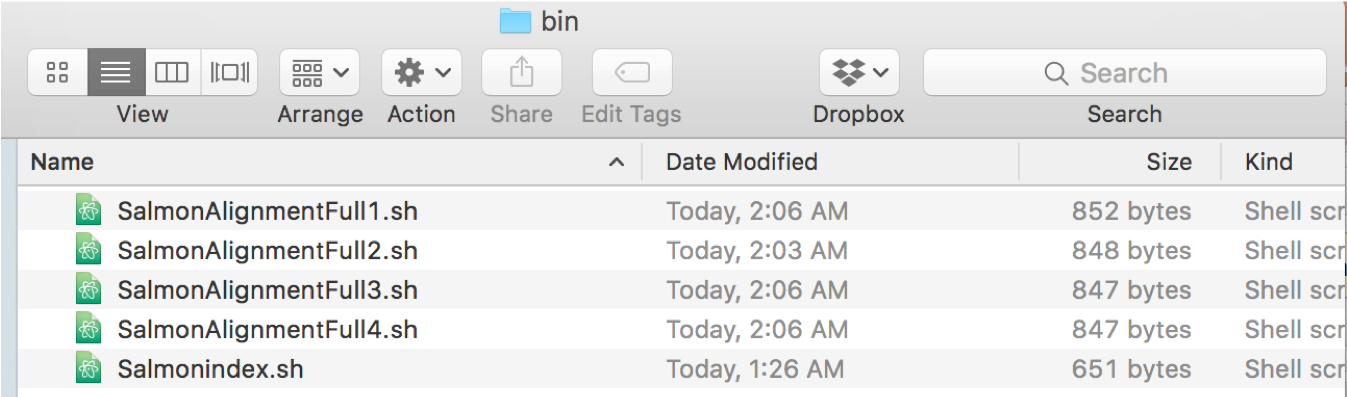 bin
View Arrange Action Share Edit Tags Dropbox Search
Search
Name Date Modified Size Kind
SalmonAlignmentFull1.sh Today, 2:06 AM 852 bytes Shell scr
SalmonAlignmentFull2.sh Today, 2:03 AM 848 bytes Shell scr
SalmonAlignmentFull3.sh Today, 2:06 AM 847 bytes Shell scr
SalmonAlignmentFull4.sh Today, 2:06 AM 847 bytes Shell scr
Salmonindex.sh Today, 1:26 AM 651 bytes Shell scr